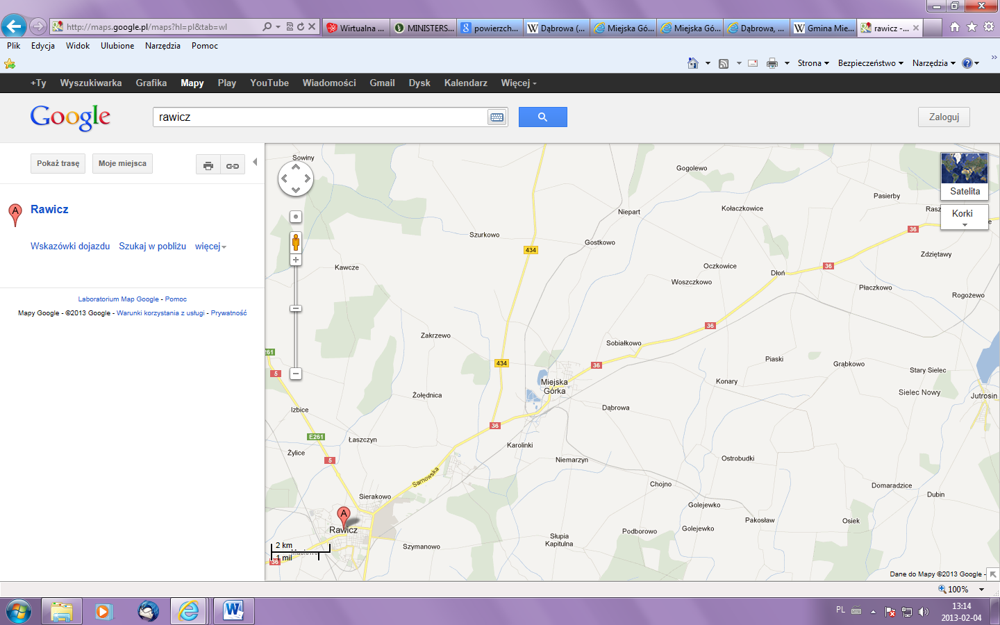 http://maps.google.pl/maps?hl=pl&tab=wl
Wirtualna ...
MINISTERS...
powierzch...
Dąbrowa (...
Miejska Gó...
Miejska Gó...
Dąbrowa, ...
Gmina Mie...
rawicz -...
Plik Edycja Widok Ulubione Narzędzia Pomoc
Strona Bezpieczeństwo Narzędzia
+Ty Wyszukiwarka Grafika Mapy Play YouTube Wiadomości Gmail Dysk Kalendarz Więcej
Google
rawicz
Zaloguj
Pokaż trasę Moje miejsca
A
Rawicz
Wskazówki dojazdu Szukaj w pobliżu więcej
Laboratorium Map Google - Pomoc
Mapy Google - ©2013 Google - Warunki korzystania z usługi - Prywatność
Sowiny
Gogolewo
Satelita
Pasierby
Korki
Kołaczkowice
Niepart
36
Szurkowo
Gostkowo
434
Zdziętawy
Kawcze
Oczkowice
36
Dłoń
Woszczkowo
Płaczkowo
Rogożewo
36
Zakrzewo
Sobiałkowo
261
434
36
Piaski
Grąbkowo
Stary Sielec
5
Miejska
Górka
Konary
Sielec Nowy
Jutrosin
Żołędnica
Dąbrowa
Izbice
36
E261
Łaszczyn
Karolinki
Żylice
5
Niemarzyn
Ostrobudki
Sarnowska
Chojno
Domaradzice
Dubin
Sierakowo
Golejewko
A
Rawicz
Pakosław
Osiek
Golejewko
Podborowo
Słupia
Kapitulna
Szymanowo
2 km
1 mil
36
Dane do Mapy ©2013 Google -
100%
PL
13:14
2013-02-04